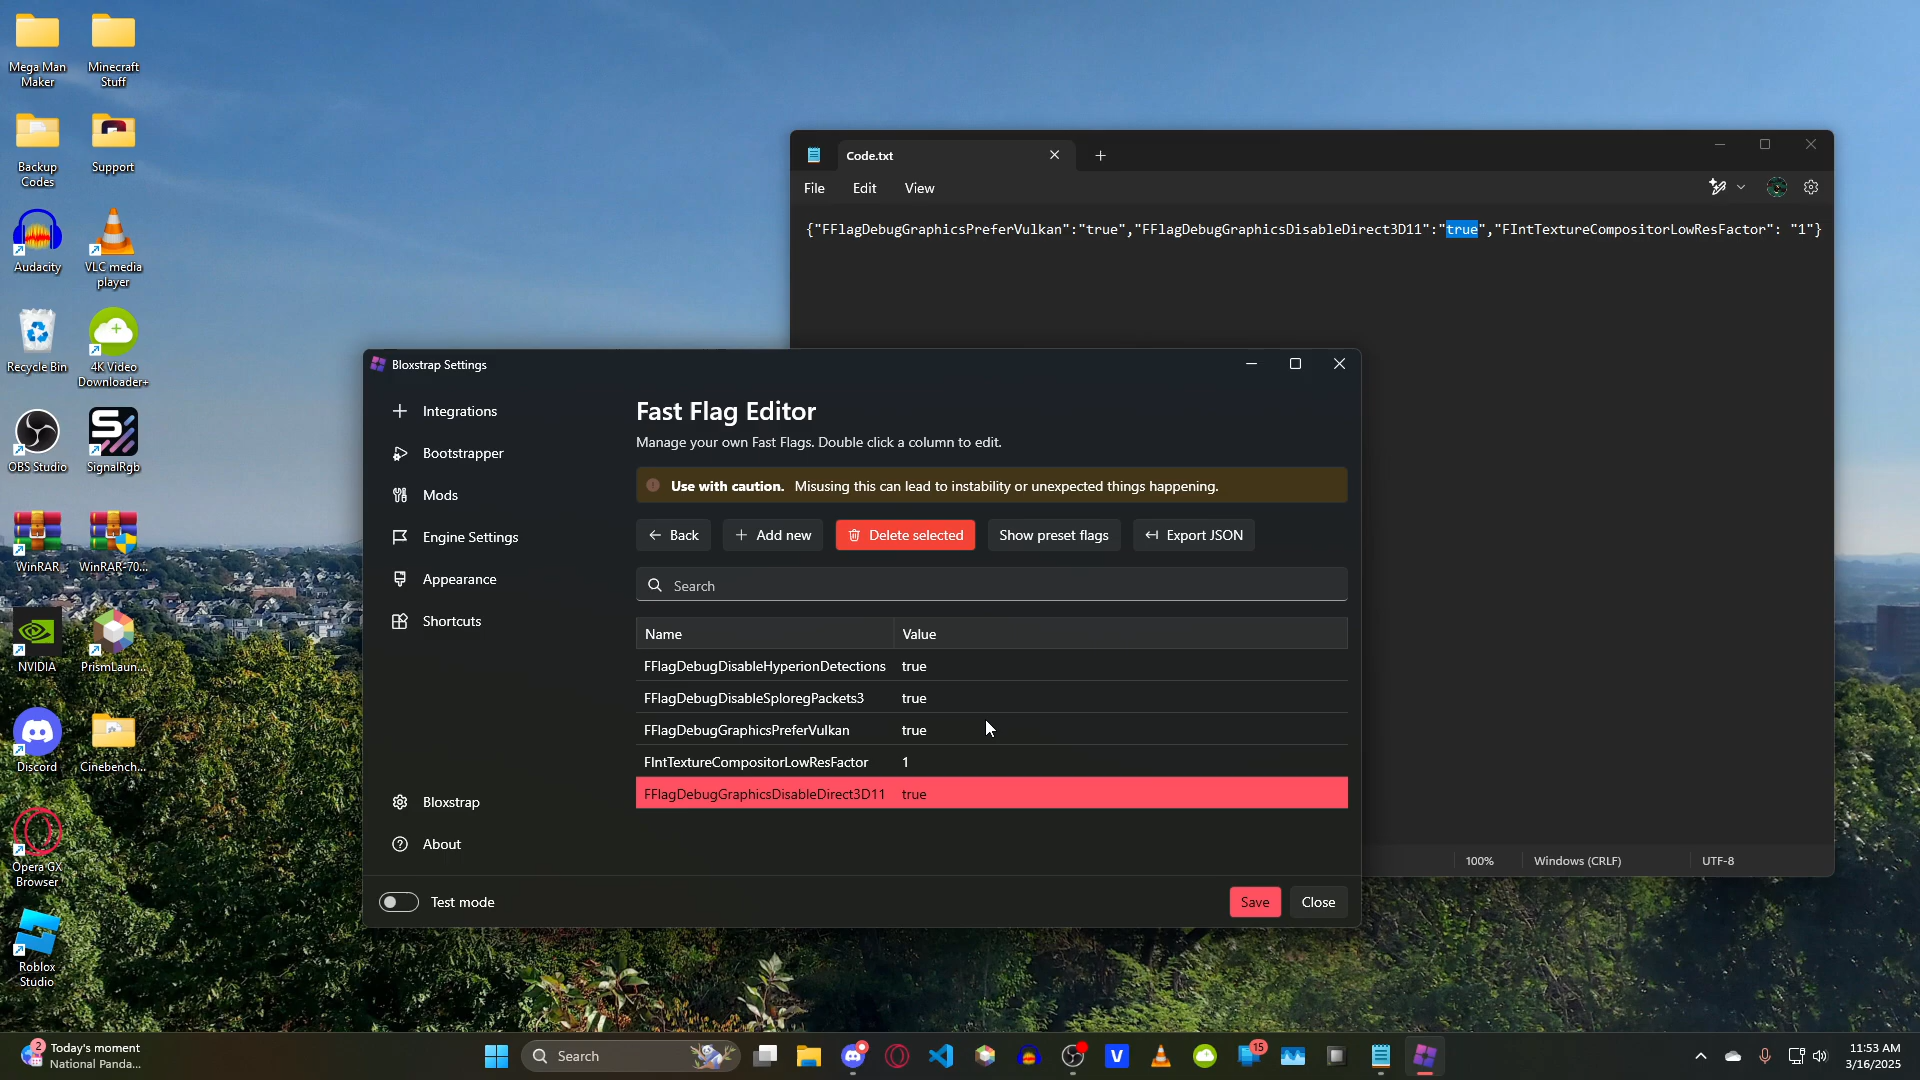 Mega Man
Maker
Minecraft
Stuff
Backup
Codes
Support
Audacity
VLC media
player
Recycle Bin
4K Video
Downloader+
OBS Studio
SignalRgb
WinRAR
WinRAR-70...
NVIDIA
PrismLaun...
Discord
Cinebench...
Opera GX
Browser
Roblox
Studio
Code.txt
File Edit View
{"FFlagDebugGraphicsPreferVulkan":"true","FFlagDebugGraphicsDisableDirect3D11":"true","FIntTextureCompositorLowResFactor": "1"}
100% Windows (CRLF) UTF-8
Bloxstrap Settings
Integrations
Bootstrapper
Mods
Engine Settings
Appearance
Shortcuts
Bloxstrap
About
Fast Flag Editor
Manage your own Fast Flags. Double click a column to edit.
Use with caution. Misusing this can lead to instability or unexpected things happening.
Back Add new Delete selected Show preset flags Export JSON
Search
Name Value
FFlagDebugDisableHyperionDetections true
FFlagDebugDisableSploregPackets3 true
FFlagDebugGraphicsPreferVulkan true
FIntTextureCompositorLowResFactor 1
FFlagDebugGraphicsDisableDirect3D11 true
Test mode Save Close
2 Today's moment
National Panda...
Search
V
15
11:53 AM
3/16/2025